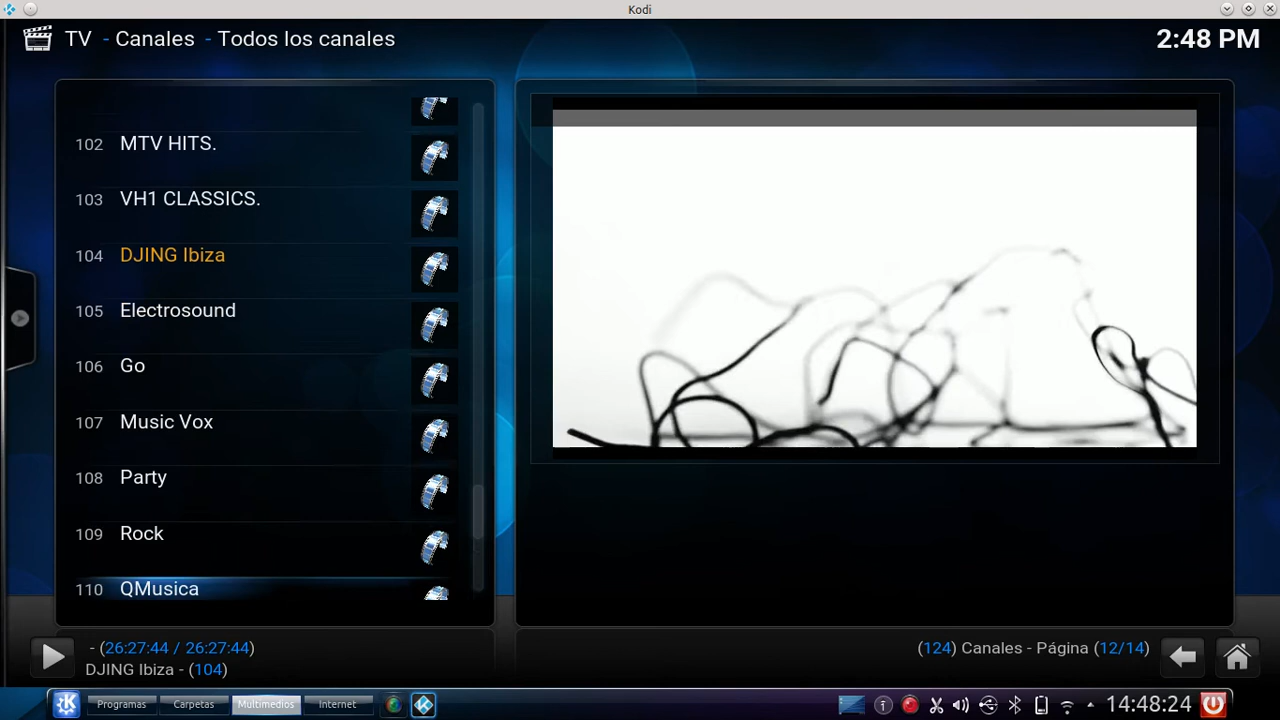 Kodi
TV - Canales - Todos los canales
2:48 PM
102 MTV HITS.
103 VH1 CLASSICS.
104 DJING Ibiza
105 Electrosound
106 Go
107 Music Vox
108 Party
109 Rock
110 QMusica
- (26:27:44 / 26:27:44)
DJING Ibiza - (104)
(124) Canales - Página (12/14)
Programas Carpetas Multimedios Internet
14:48:24